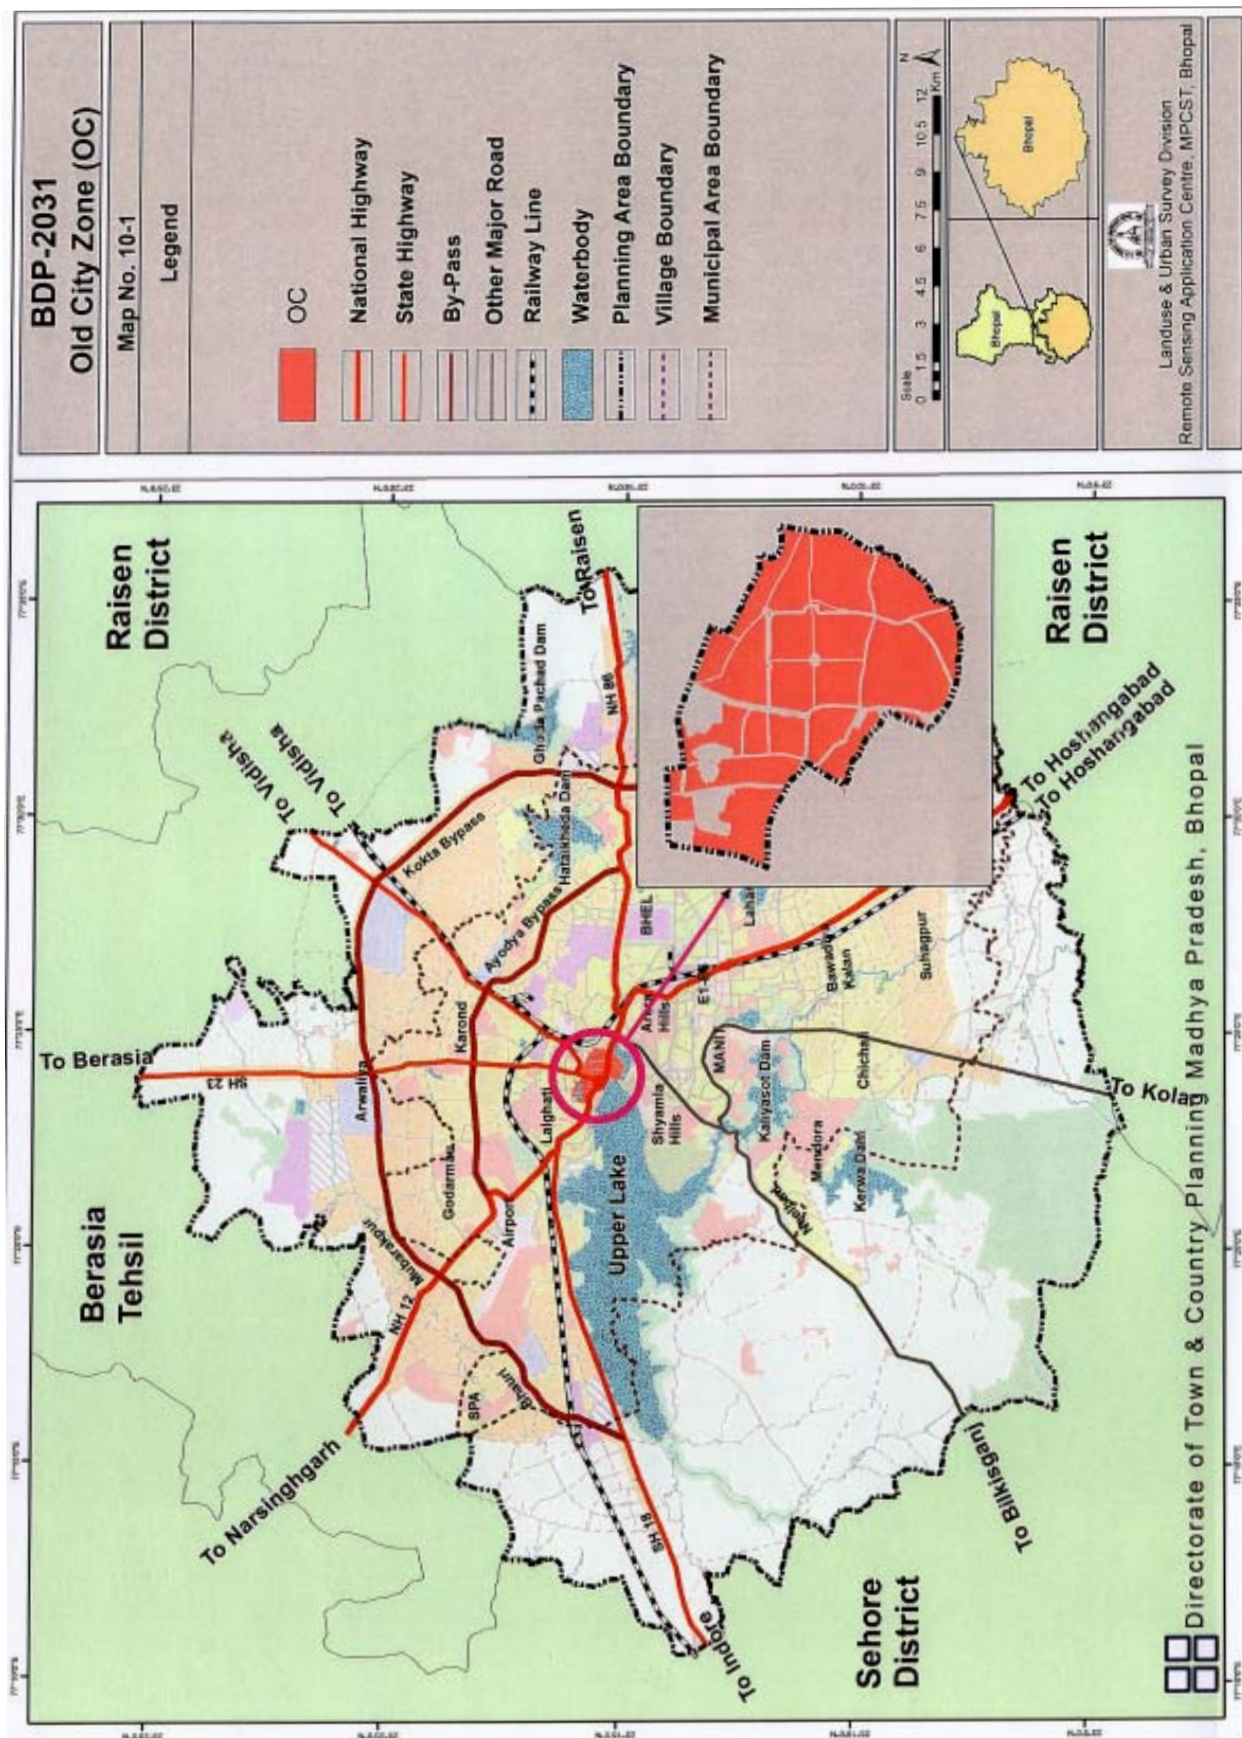 BDP-2031
Old City Zone (OC)
Map No. 10-1
Legend
OC
National Highway
State Highway
By-Pass
Other Major Road
Railway Line
Waterbody
Planning Area Boundary
Village Boundary
Municipal Area Boundary
Scale
0 1.5 3 4.5 6 7.5 9 10.5 12
Km
N
Bhopal
Bhopal
Landuse & Urban Survey Division
Remote Sensing Application Centre, MPCST, Bhopal
Berasia
Tehsil
Raisen
District
Raisen
District
Sehore
District
To Narsinghgarh
To Berasia
To Vidisha
To Vidisha
To Raisen
To Hoshangabad
To Hoshangabad
To Kolar
To Bilkisganj
To Indore
NH 12
SH 23
NH 86
SH 18
Mubarakpur
Arwaliya
Kokta Bypass
Ghoda Pachad Dam
Hataikheda Dam
Ayodya Bypass
Karond
Godarmau
Lalghati
Airport
SPA
Bhauri
Upper Lake
BHEL
Hills
Shyamla
Hills
MANIT
Kaliyasot Dam
Mendora
Kerwa Dam
Chichali
Bawadia
Kalan
Suhagpur
Directorate of Town & Country Planning Madhya Pradesh, Bhopal